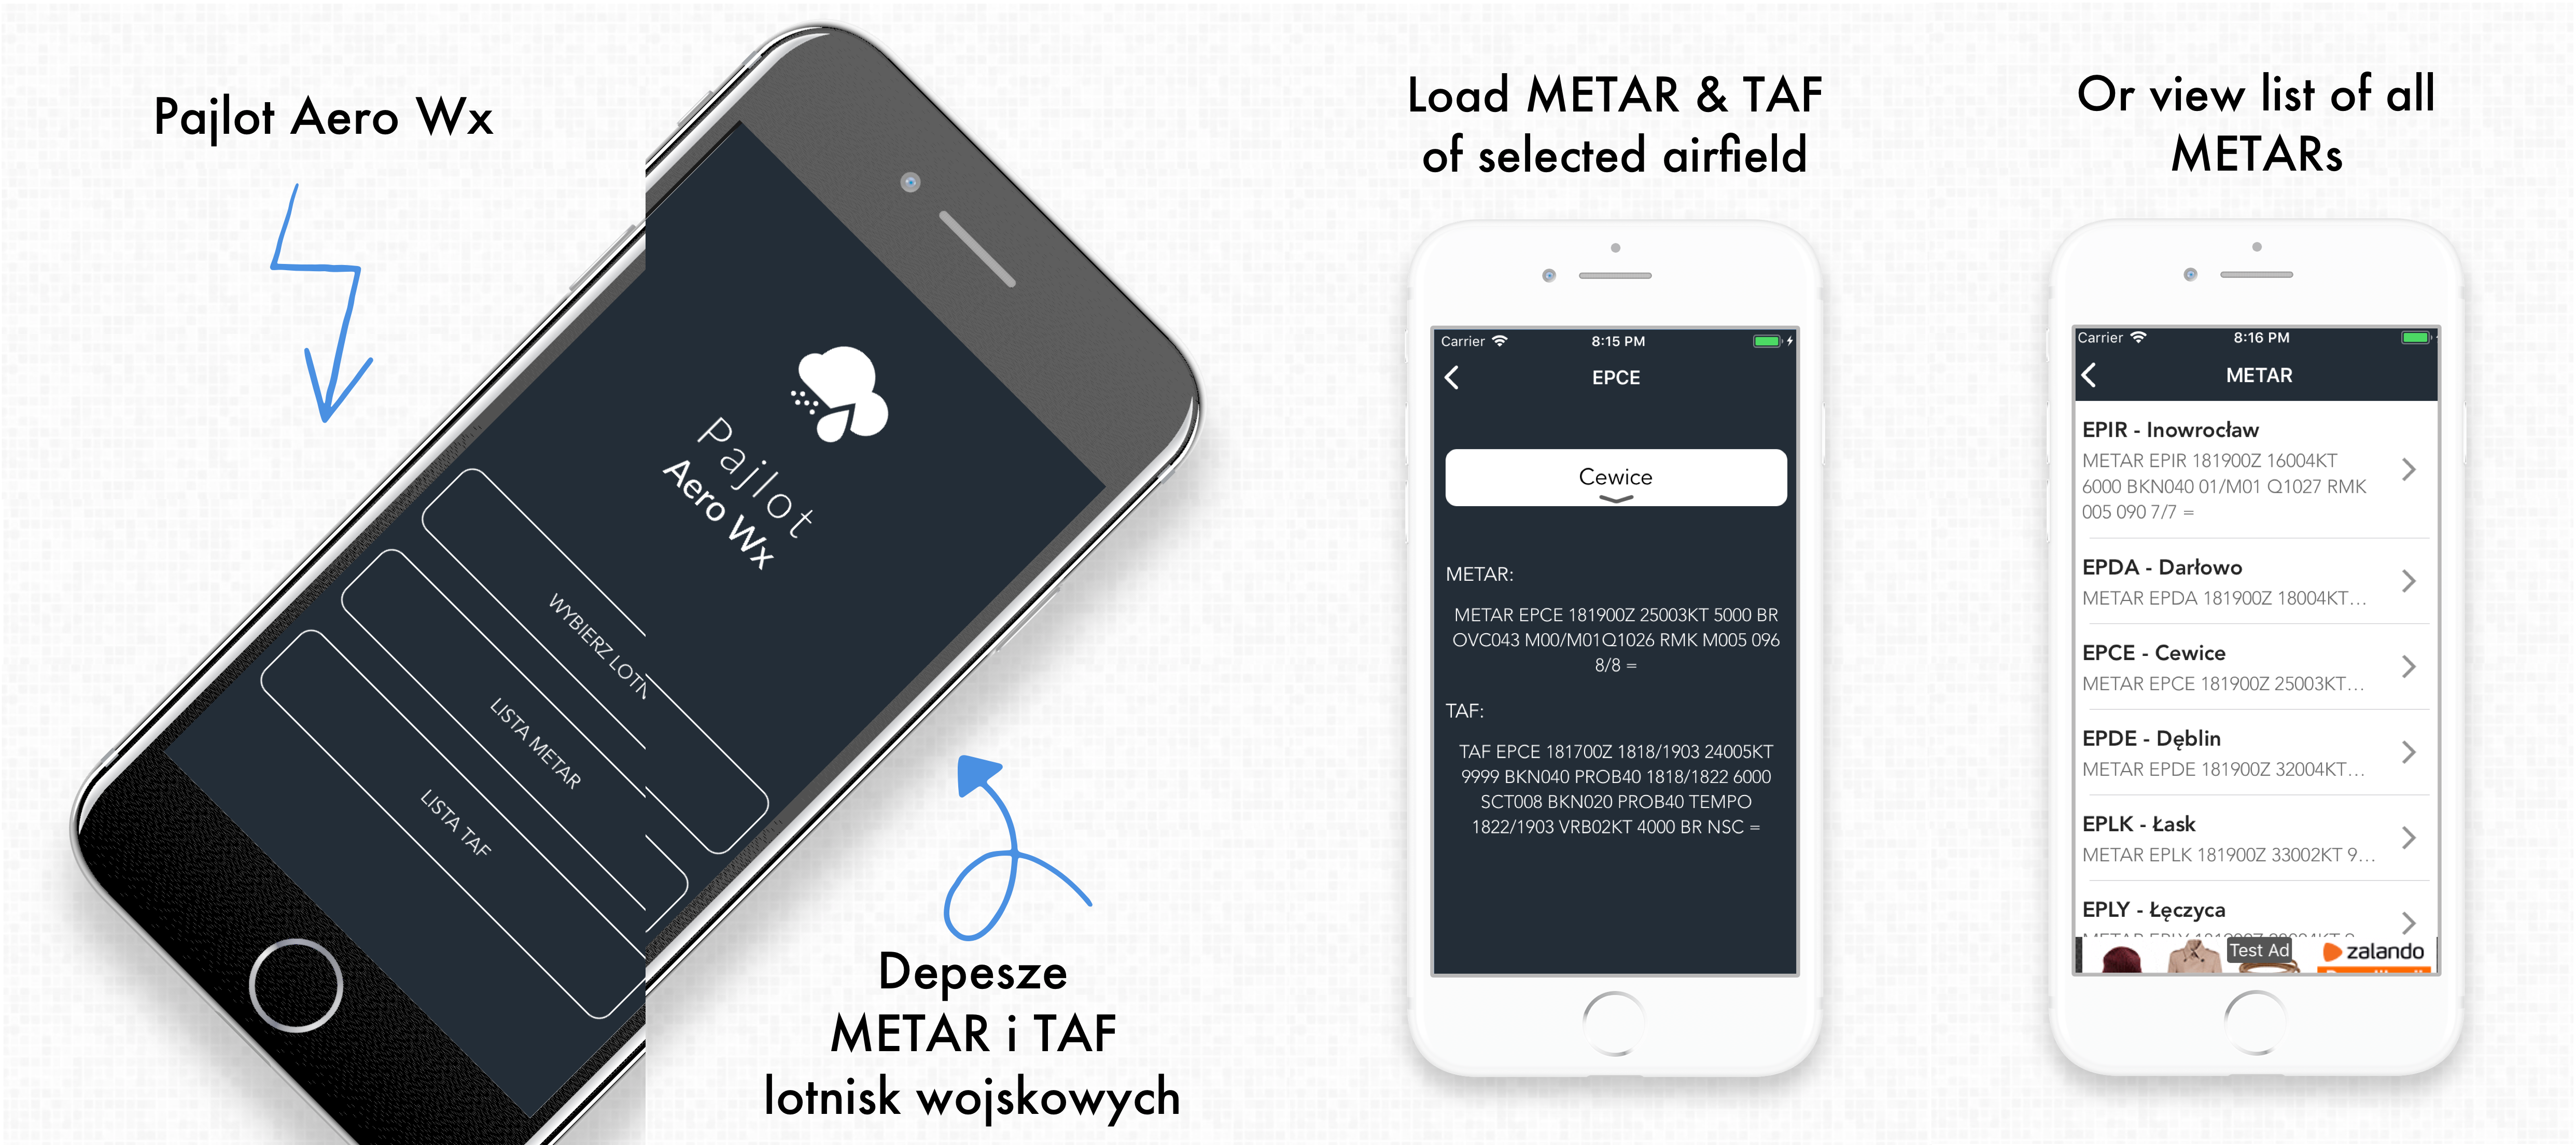 Pajlot Aero Wx
Pajlot
Aero Wx
WYBIERZ
LISTA METAR
LISTA TAF
Depesze
METAR i TAF
lotnisk wojskowych
Load METAR & TAF
of selected airfield
Carrier 8:15 PM
EPCE
Cewice
METAR:
METAR EPCE 181900Z 25003KT 5000 BR
OVC043 M00/M01Q1026 RMK M005 096
8/8 =
TAF:
TAF EPCE 181700Z 1818/1903 24005KT
9999 BKN040 PROB40 1818/1822 6000
SCT008 BKN020 PROB40 TEMPO
1822/1903 VRB02KT 4000 BR NSC =
Or view list of all
METARs
Carrier 8:16 PM
METAR
EPIR - Inowrocław
METAR EPIR 181900Z 16004KT
6000 BKN040 01/M01 Q1027 RMK
005 090 7/7 =
EPDA - Darłowo
METAR EPDA 181900Z 18004KT...
EPCE - Cewice
METAR EPCE 181900Z 25003KT...
EPDE - Dęblin
METAR EPDE 181900Z 32004KT...
EPLK - Łask
METAR EPLK 181900Z 33002KT 9...
EPLY - Łęczyca
Test Ad
zalando